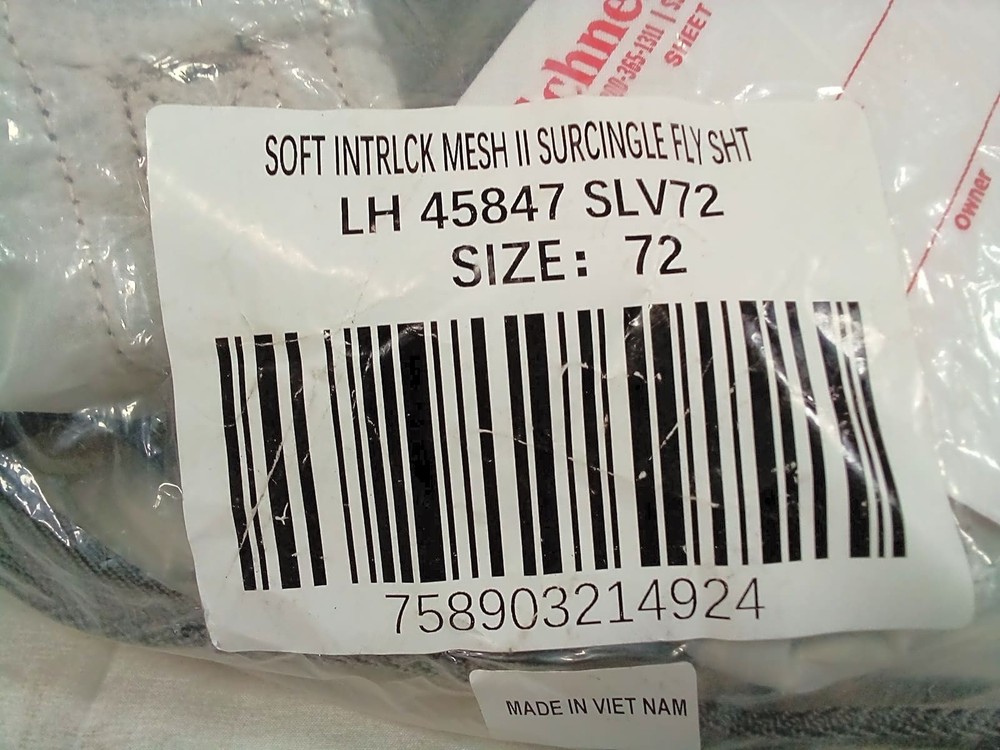 SHEET
Owner
SOFT INTRLCK MESH II SURCINGLE FLY SHT
LH 45847 SLV72
SIZE: 72
758903214924
MADE IN VIET NAM